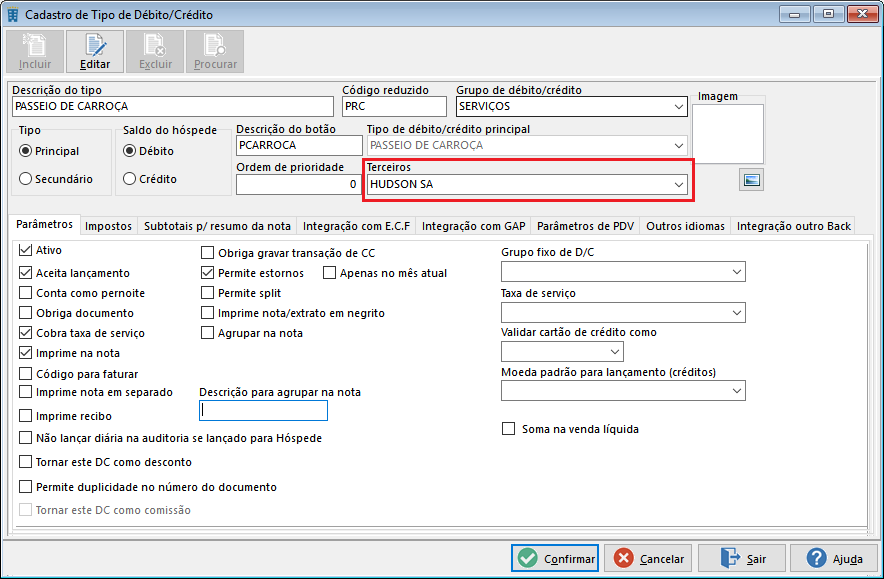 Cadastro de Tipo de Débito/Crédito
Incluir Editar Excluir Procurar
Descrição do tipo Código reduzido Grupo de débito/crédito Imagem
PASSEIO DE CARROÇA PRC SERVIÇOS
Tipo Saldo do hóspede Descrição do botão Tipo de débito/crédito principal
Principal Débito PCARROCA PASSEIO DE CARROÇA
Ordem de prioridade Terceiros
Secundário Crédito 0 HUDSON SA
Parâmetros Impostos Subtotais p/ resumo da nota Integração com E.C.F Integração com GAP Parâmetros de PDV Outros idiomas Integração outro Back
Ativo Obriga gravar transação de CC Grupo fixo de D/C
Aceita lançamento Permite estornos Apenas no mês atual
Conta como pernoite Permite split Taxa de serviço
Obriga documento Imprime nota/extrato em negrito
Cobra taxa de serviço Agrupar na nota Validar cartão de crédito como
Imprime na nota
Código para faturar Moeda padrão para lançamento (créditos)
Imprime nota em separado Descrição para agrupar na nota
Imprime recibo
Não lançar diária na auditoria se lançado para Hóspede Soma na venda líquida
Tornar este DC como desconto
Permite duplicidade no número do documento
Tornar este DC como comissão
Confirmar Cancelar Sair Ajuda